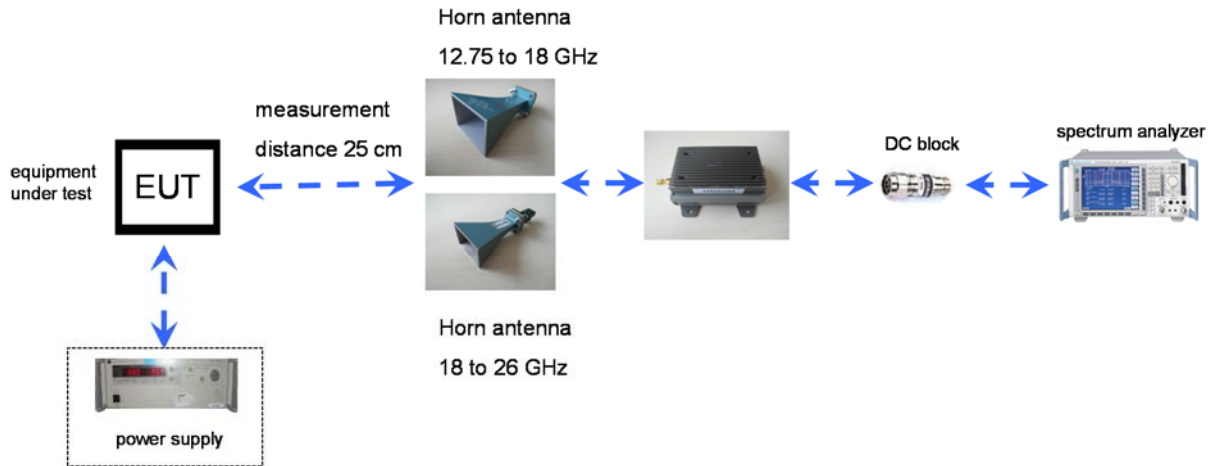 Horn antenna
12.75 to 18 GHz
measurement
distance 25 cm
equipment
under test
EUT
DC block
spectrum analyzer
Horn antenna
18 to 26 GHz
power supply